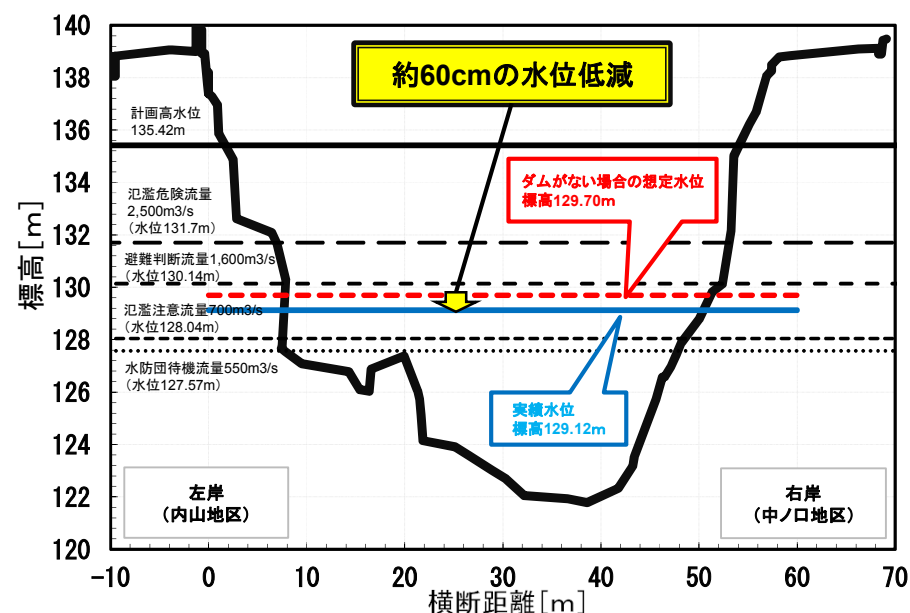 約60cmの水位低減
計画高水位
135.42m
ダムがない場合の想定水位
標高129.70m
氾濫危険流量
2,500m3/s
（水位131.7m）
避難判断流量1,600m3/s
（水位130.14m）
氾濫注意流量700m3/s
（水位128.04m）
水防団待機流量550m3/s
（水位127.57m）
実績水位
標高129.12m
左岸
（内山地区）
右岸
（中ノ口地区）
標高[m]
140
138
136
134
132
130
128
126
124
122
120
-10 0 10 20 30 40 50 60 70
横断距離[m]